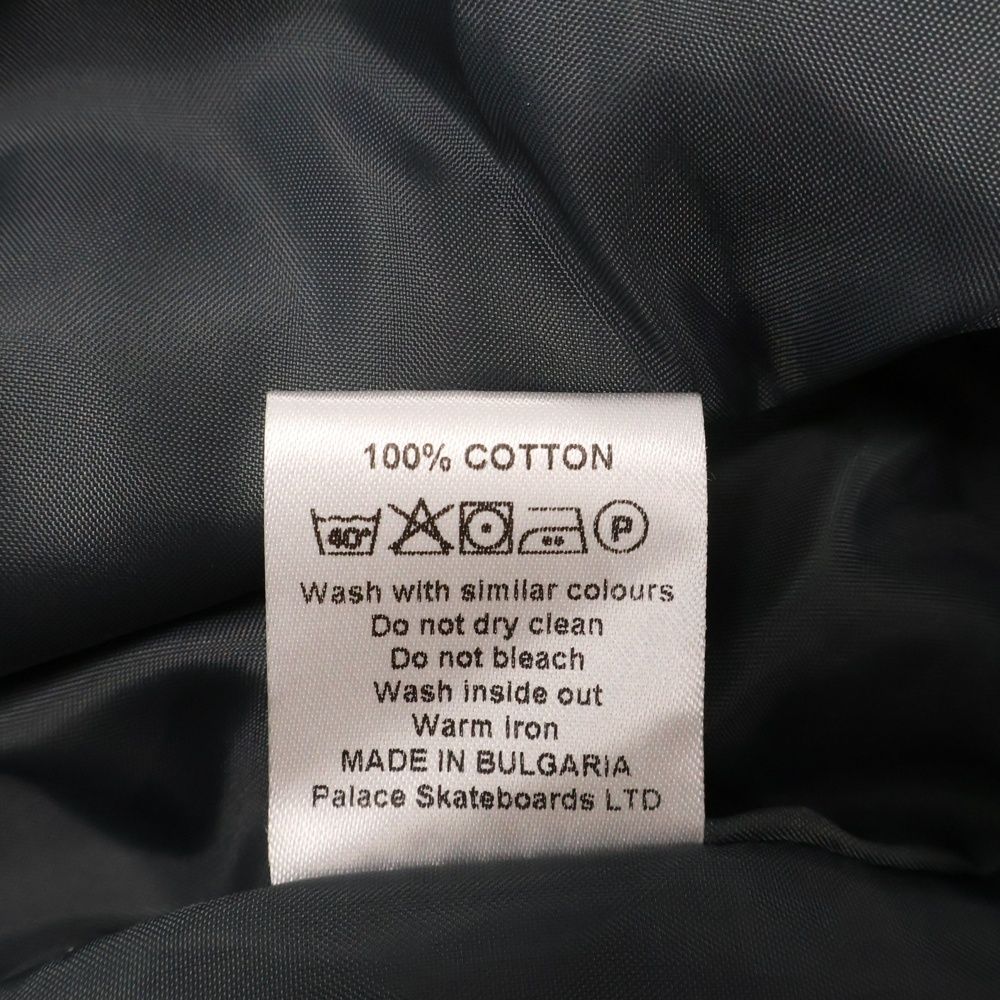 100% COTTON
40° P
Wash with similar colours
Do not dry clean
Do not bleach
Wash inside out
Warm Iron
MADE IN BULGARIA
Palace Skateboards LTD